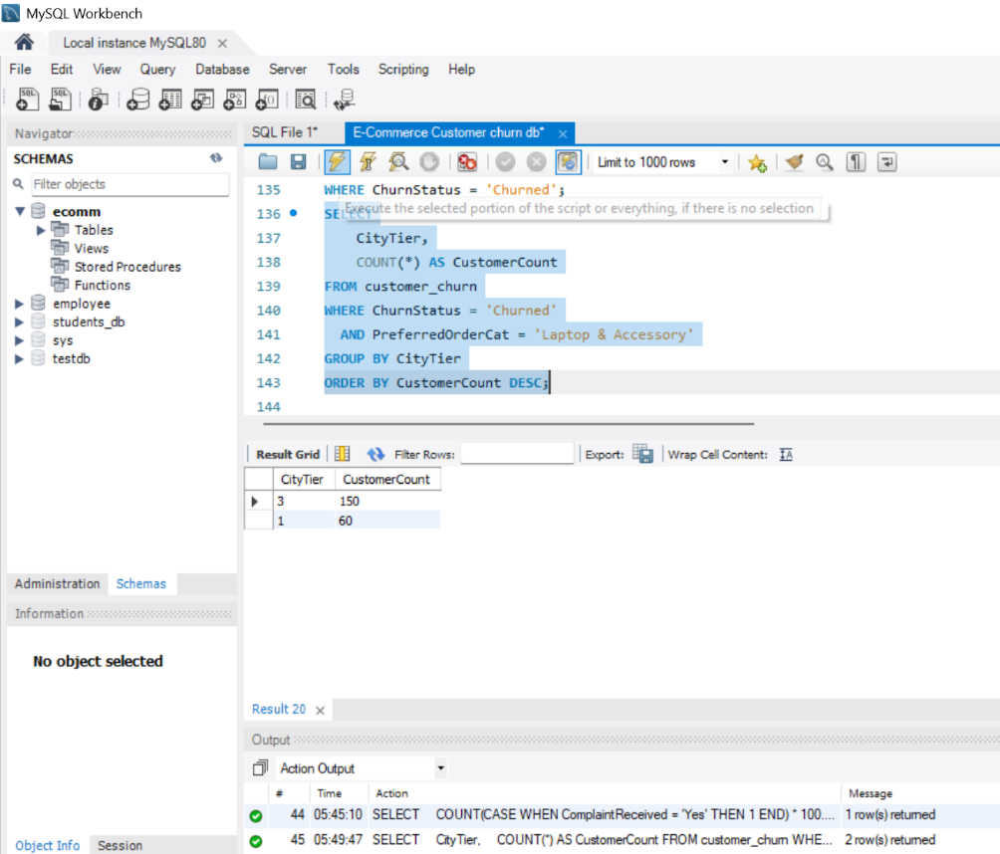 MySQL Workbench
Local instance MySQL80
File Edit View Query Database Server Tools Scripting Help
Navigator
SCHEMAS
Filter objects
ecomm
Tables
Views
Stored Procedures
Functions
employee
students_db
sys
testdb
Administration Schemas
Information
No object selected
Object Info Session
SQL File 1* E-Commerce Customer churn db*
Limit to 1000 rows
135 WHERE ChurnStatus = 'Churned';
Execute the selected portion of the script or everything, if there is no selection
136 SELECT
137 CityTier,
138 COUNT(*) AS CustomerCount
139 FROM customer_churn
140 WHERE ChurnStatus = 'Churned'
141 AND PreferredOrderCat = 'Laptop & Accessory'
142 GROUP BY CityTier
143 ORDER BY CustomerCount DESC;
144
Result Grid Filter Rows: Export: Wrap Cell Content:
CityTier CustomerCount
3 150
1 60
Result 20
Output
Action Output
# Time Action Message
44 05:45:10 SELECT COUNT(CASE WHEN ComplaintReceived = 'Yes' THEN 1 END) * 100.... 1 row(s) returned
45 05:49:47 SELECT CityTier, COUNT(*) AS CustomerCount FROM customer_churn WHE... 2 row(s) returned